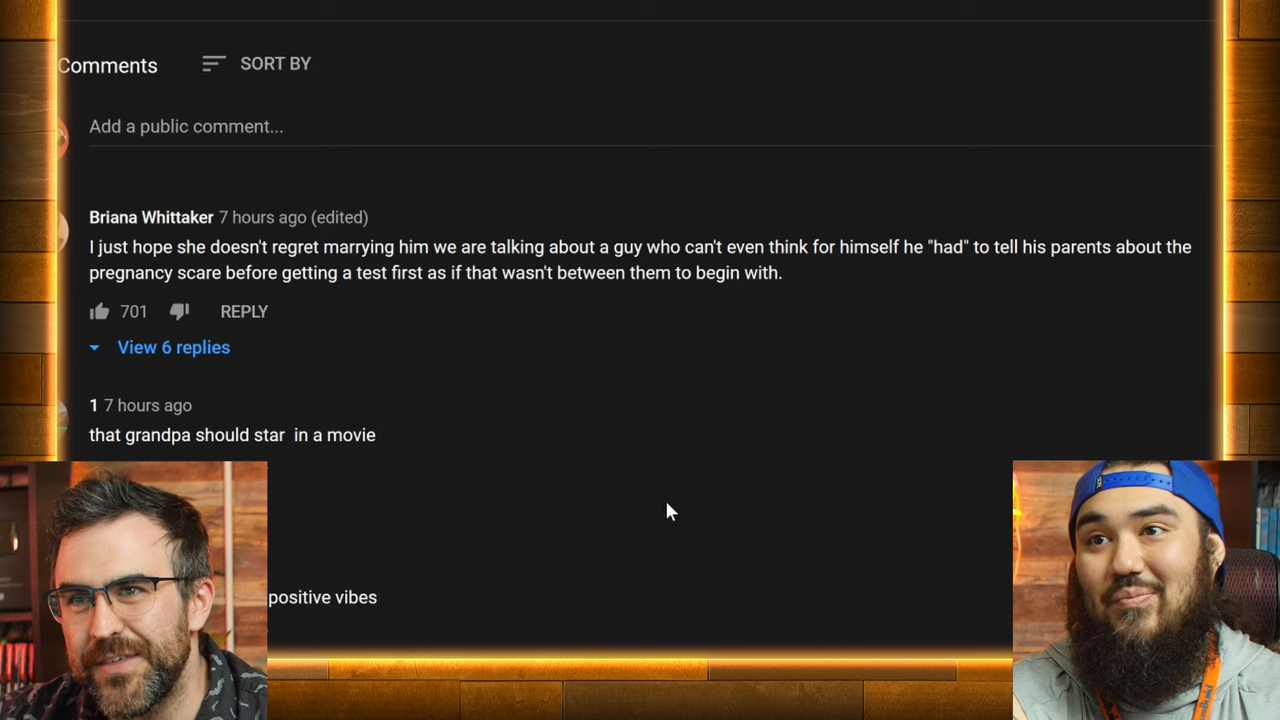 Comments
SORT BY
Add a public comment...
Briana Whittaker 7 hours ago (edited)
I just hope she doesn't regret marrying him we are talking about a guy who can't even think for himself he "had" to tell his parents about the
pregnancy scare before getting a test first as if that wasn't between them to begin with.
701 REPLY
View 6 replies
1 7 hours ago
that grandpa should star in a movie
positive vibes